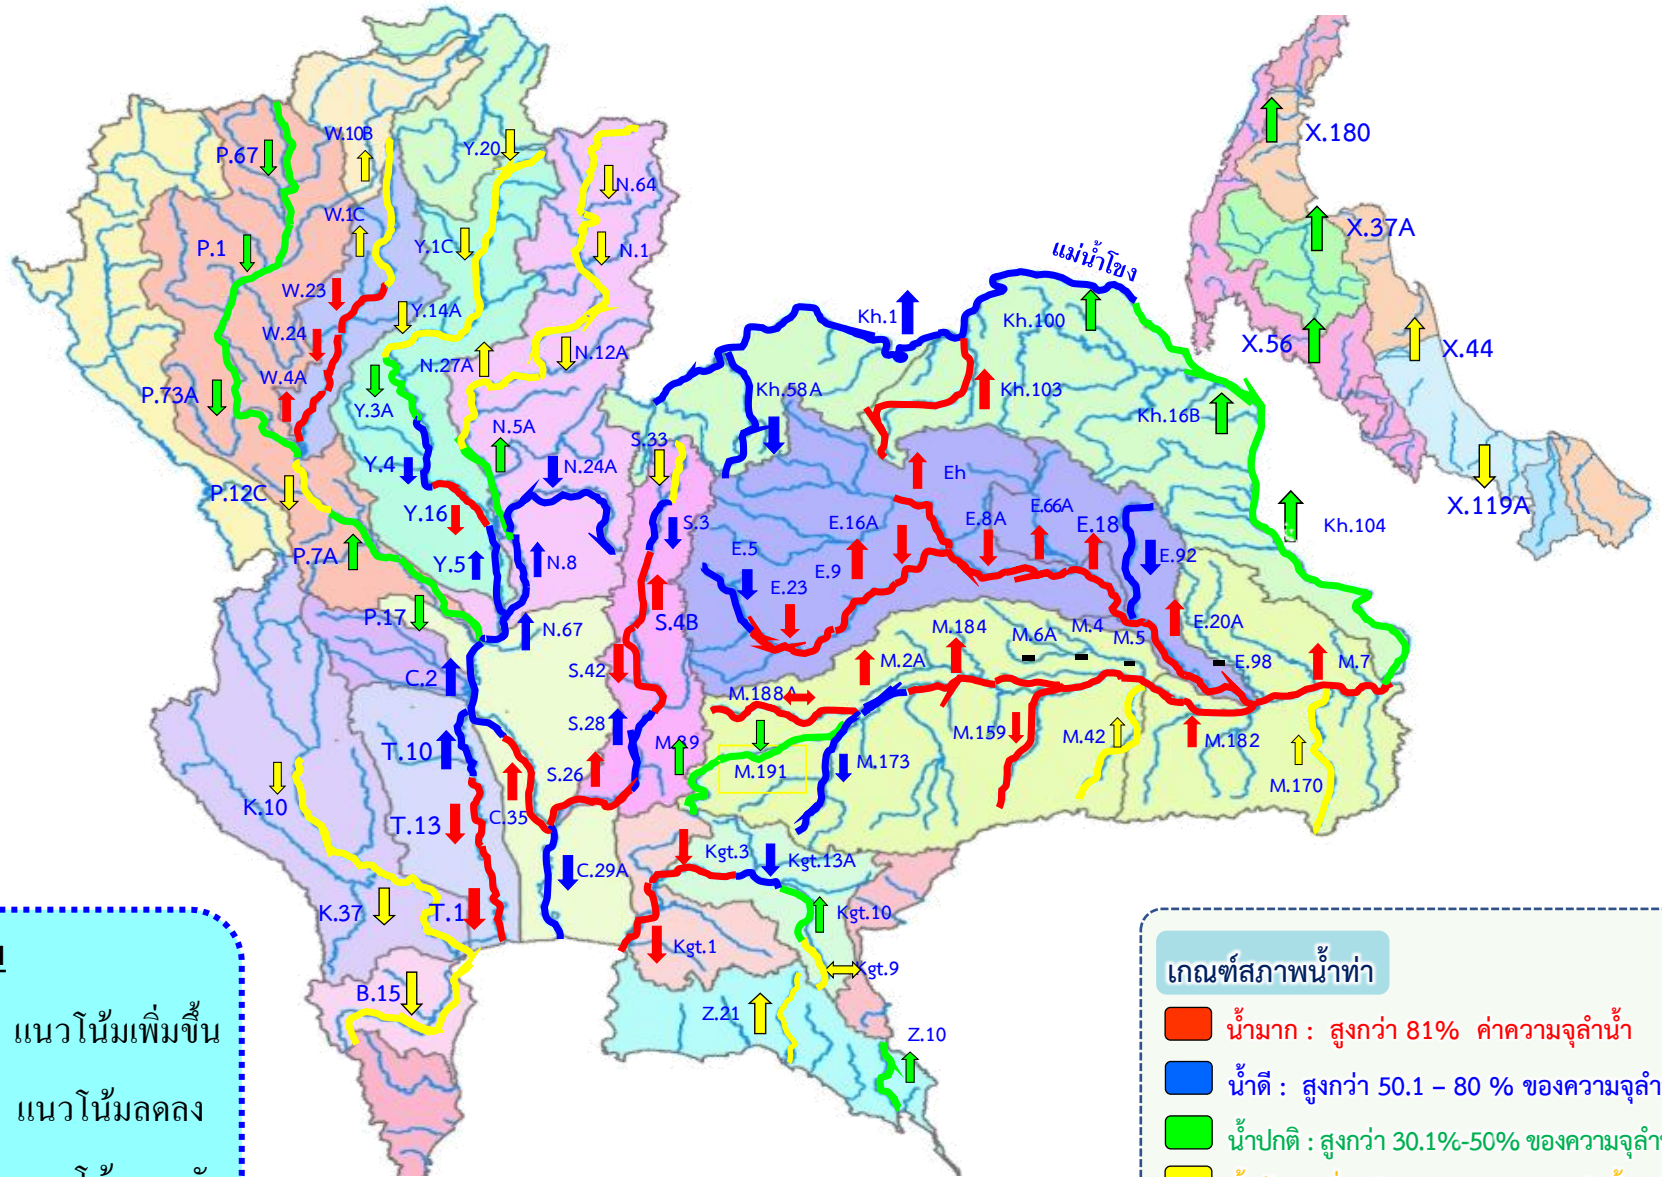 W.10B
Y.20
P.67
N.64
X.180
W.1C
X.37A
P.1
Y.1C
N.1
แม่น้ำโขง
W.23
Y.14A
Kh.1
Kh.100
W.24
X.56
X.44
N.27A
N.12A
W.4A
P.73A
Kh.58A
Kh.103
Y.3A
Kh.16B
N.5A
S.33
Y.4
N.24A
Eh
P.12C
X.119A
Y.16
S.3
E.16A
E.8A
E.66A
E.18
Kh.104
P.7A
Y.5
N.8
E.5
E.9
E.92
E.23
P.17
N.67
S.4B
M.184
M.6A
M.4
M.5
E.20A
C.2
S.42
M.2A
E.98
M.7
M.188A
T.10
S.28
M.89
M.159
M.42
M.182
M.191
M.173
M.170
K.10
S.26
T.13
C.35
Kgt.3
Kgt.13A
C.29A
K.37
T.1
Kgt.10
Kgt.1
Kgt.9
B.15
Z.21
Z.10
แนวโน้มเพิ่มขึ้น
แนวโน้มลดลง
เกณฑ์สภาพน้ำท่า
น้ำมาก : สูงกว่า 81% ค่าความจุลำน้ำ
น้ำดี : สูงกว่า 50.1 – 80 % ของความจุลำ
น้ำปกติ : สูงกว่า 30.1%-50% ของความจุลำ